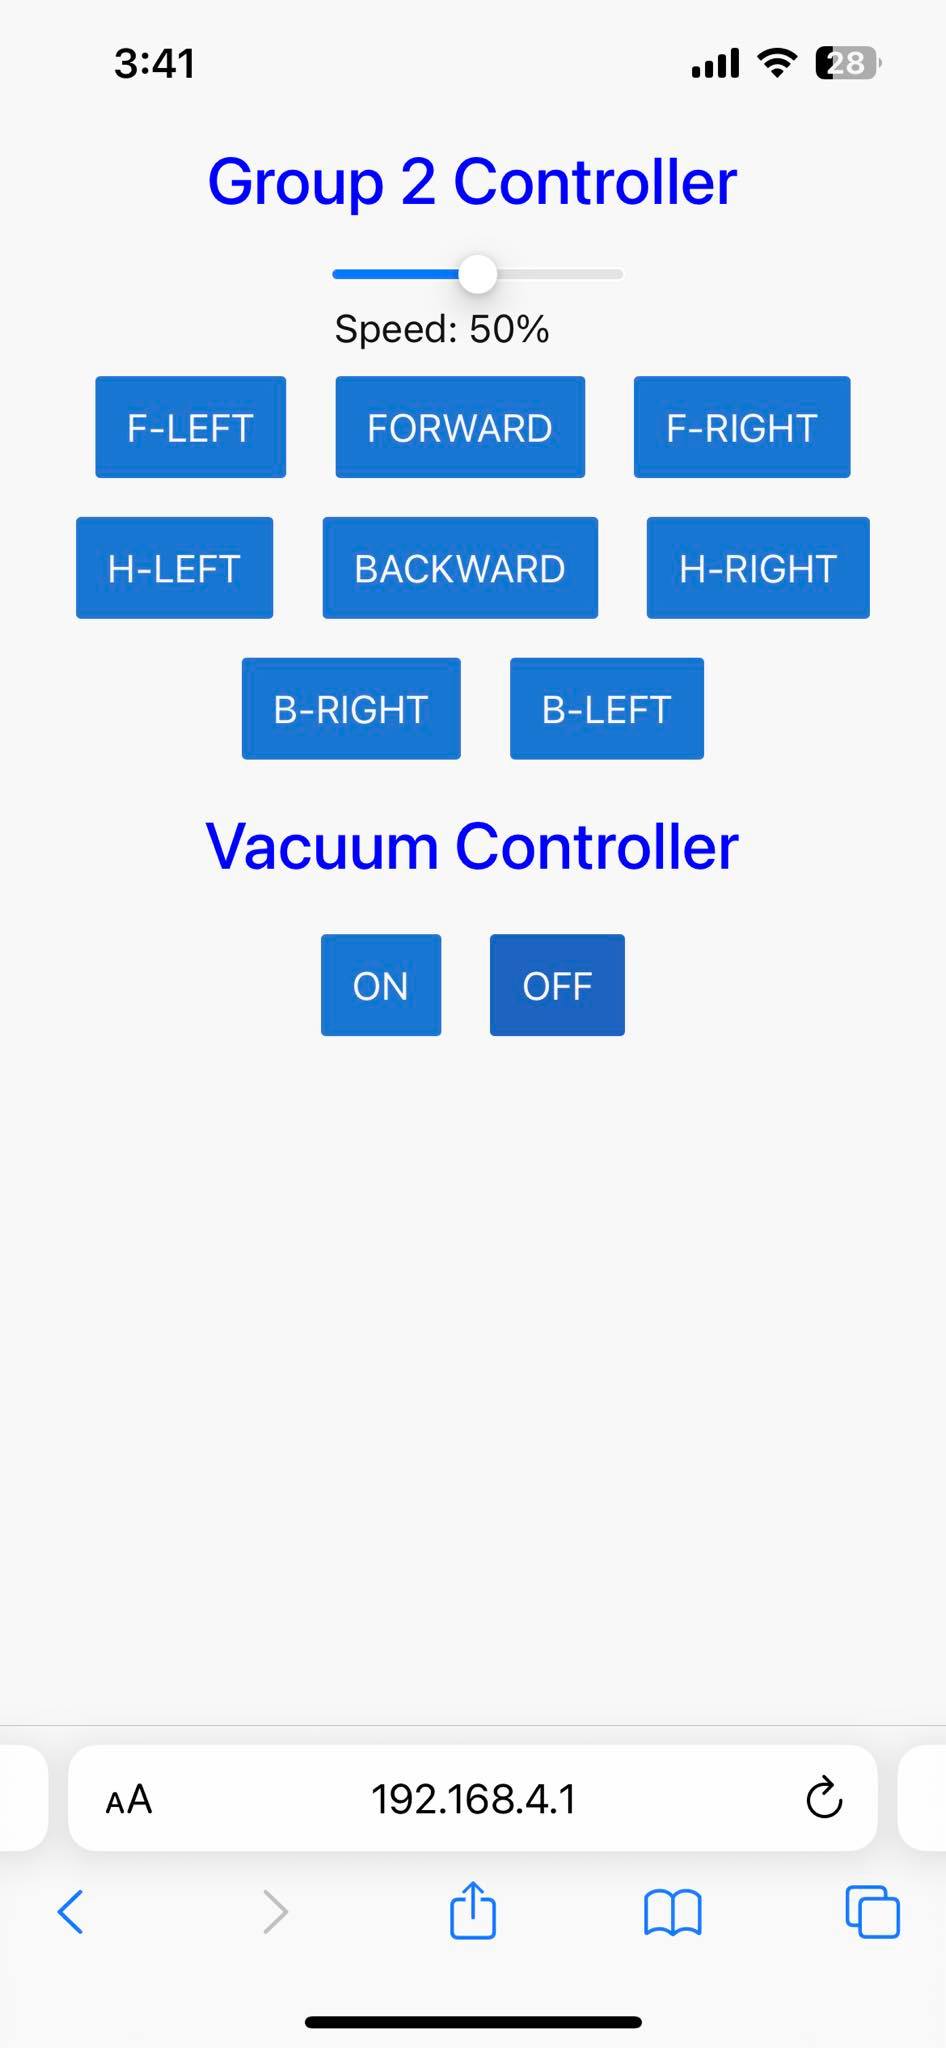 3:41
28
Group 2 Controller
Speed: 50%
F-LEFT FORWARD F-RIGHT
H-LEFT BACKWARD H-RIGHT
B-RIGHT B-LEFT
Vacuum Controller
ON OFF
AA 192.168.4.1